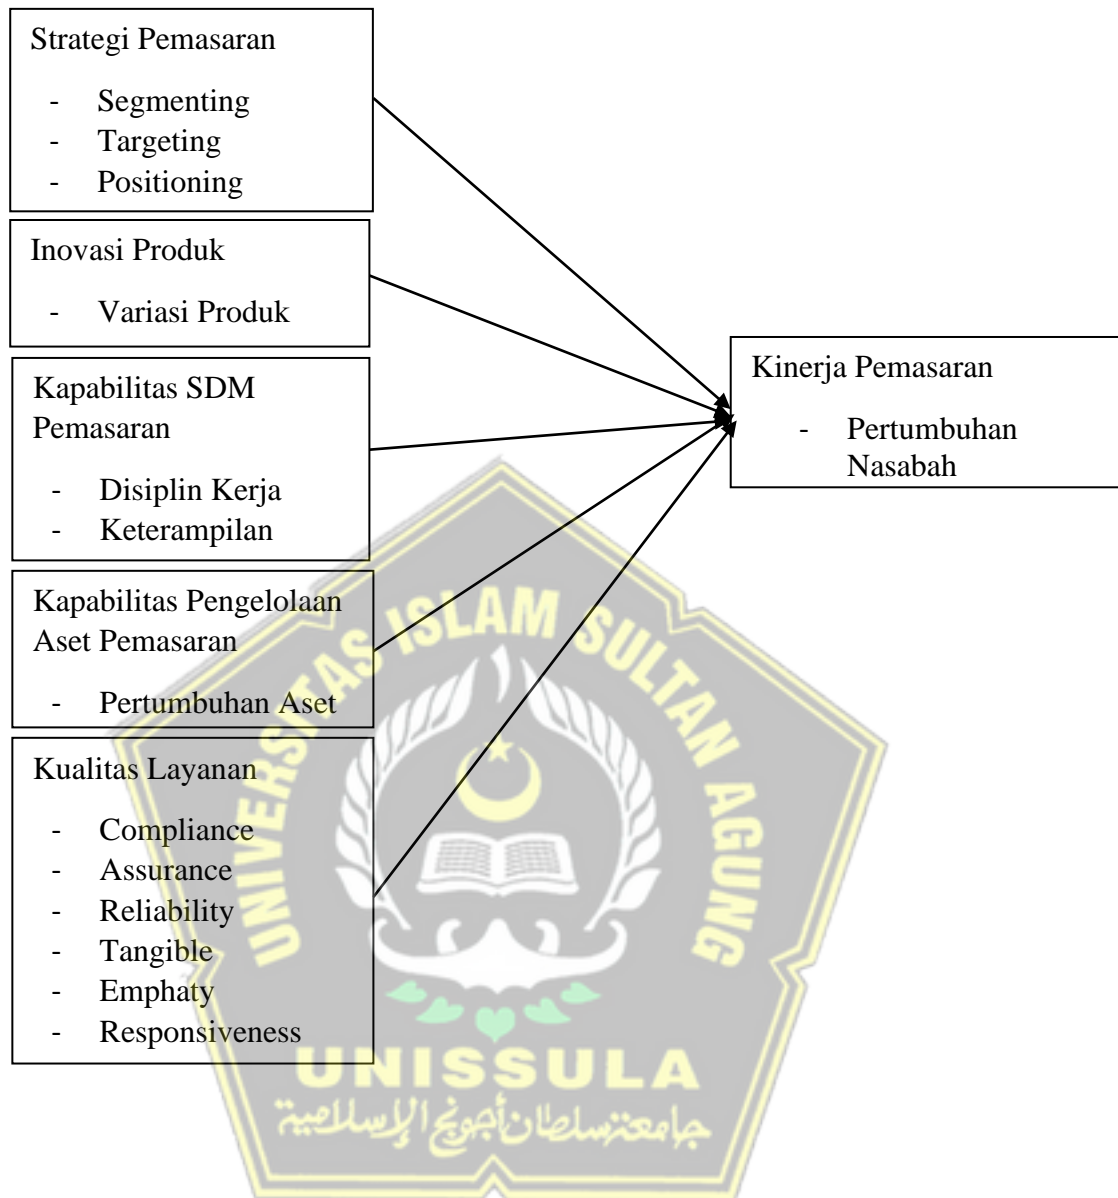 Strategi Pemasaran
- Segmenting
- Targeting
- Positioning
Inovasi Produk
- Variasi Produk
Kapabilitas SDM
Pemasaran
- Disiplin Kerja
- Keterampilan
Kapabilitas Pengelolaan
Aset Pemasaran
- Pertumbuhan Aset
Kualitas Layanan
- Compliance
- Assurance
- Reliability
- Tangible
- Emphaty
- Responsiveness
Kinerja Pemasaran
- Pertumbuhan
Nasabah
UNIVERSITAS ISLAM SULTAN AGUNG
UNISSULA
جامعة سلطان أجونج الإسلامية